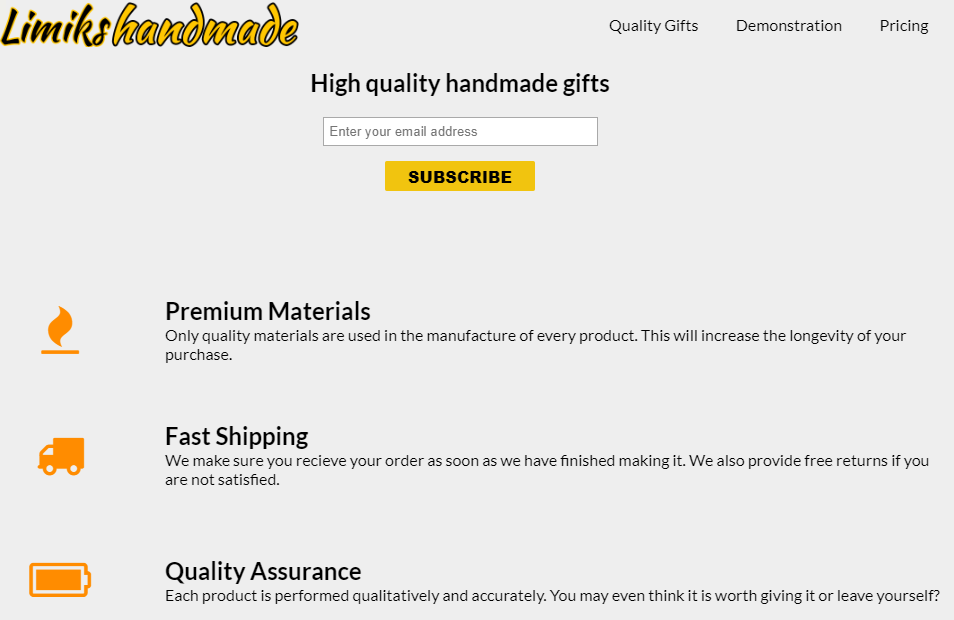 Limikshandmade
Quality Gifts
Demonstration
Pricing
High quality handmade gifts
Enter your email address
SUBSCRIBE
Premium Materials
Only quality materials are used in the manufacture of every product. This will increase the longevity of your
purchase.
Fast Shipping
We make sure you recieve your order as soon as we have finished making it. We also provide free returns if you
are not satisfied.
Quality Assurance
Each product is performed qualitatively and accurately. You may even think it is worth giving it or leave yourself?